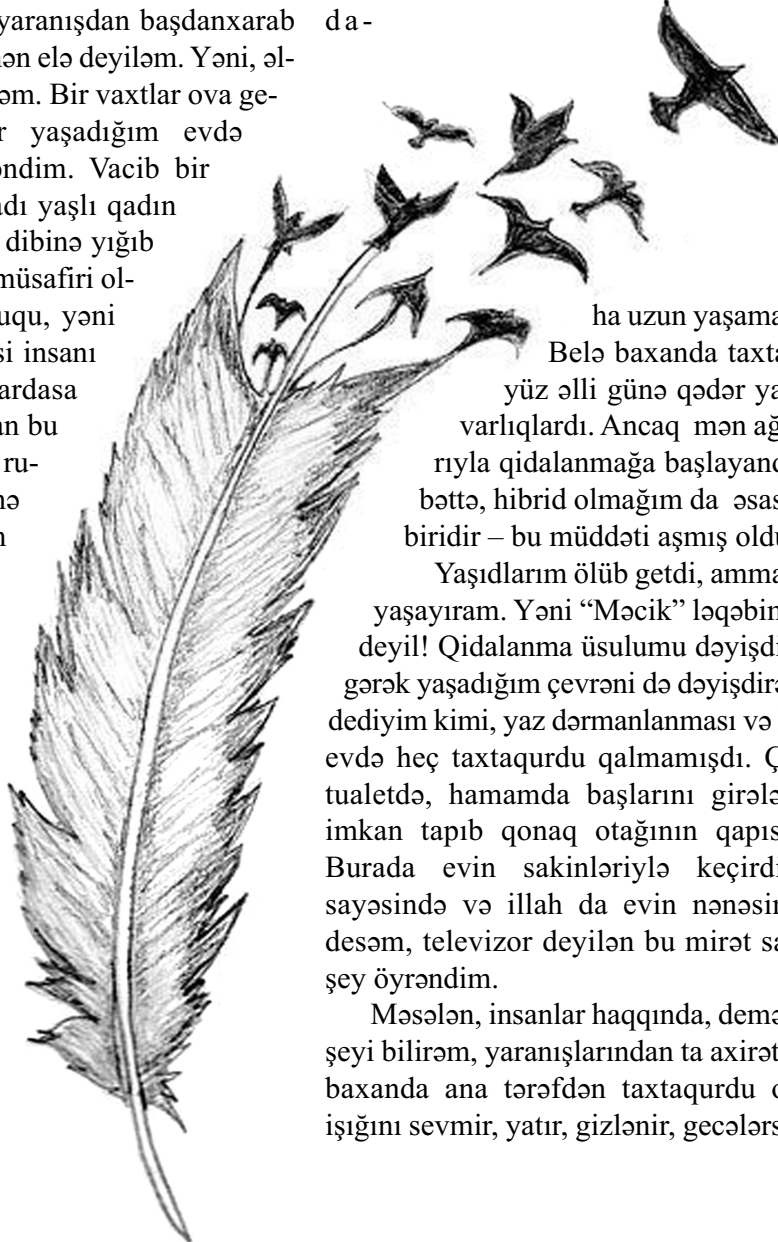 yaranışdan başdanxarab
ən elə deyiləm. Yəni, əl-
əm. Bir vaxtlar ova ge-
r yaşadığım evdə
ndim. Vacib bir
adı yaşlı qadın
dibinə yığıb
müsafiri ol-
uqu, yəni
si insanı
ardasa
an bu
ru-
nə
n
da-
ha uzun yaşama
Belə baxanda taxta
yüz əlli günə qədər ya
varlıqlardı. Ancaq mən ağ
rıyla qidalanmağa başlayand
bəttə, hibrid olmağım da əsas
biridir – bu müddəti aşmış oldu
Yaşıdlarım ölüb getdi, amma
yaşayıram. Yəni “Məcik” ləqəbin
deyil! Qidalanma üsulumu dəyişdi
gərək yaşadığım çevrəni də dəyişdirə
dediyim kimi, yaz dərmanlanması və
evdə heç taxtaqurdu qalmamışdı. Ç
tualetdə, hamamda başlarını girələ
imkan tapıb qonaq otağının qapıs
Burada evin sakinləriylə keçirdi
sayəsində və illah da evin nənəsin
desəm, televizor deyilən bu mirət sa
şey öyrəndim.
Məsələn, insanlar haqqında, demə
şeyi bilirəm, yaranışlarından ta axirət
baxanda ana tərəfdən taxtaqurdu o
işığını sevmir, yatır, gizlənir, gecələrs